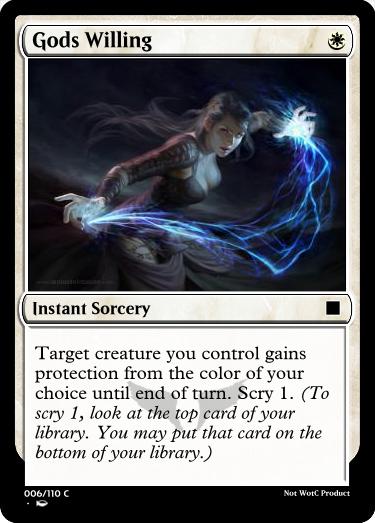 Gods Willing
Instant Sorcery
Target creature you control gains
protection from the color of your
choice until end of turn. Scry 1. (To
scry 1, look at the top card of your
library. You may put that card on the
bottom of your library.)
006/110 C
Not WotC Product